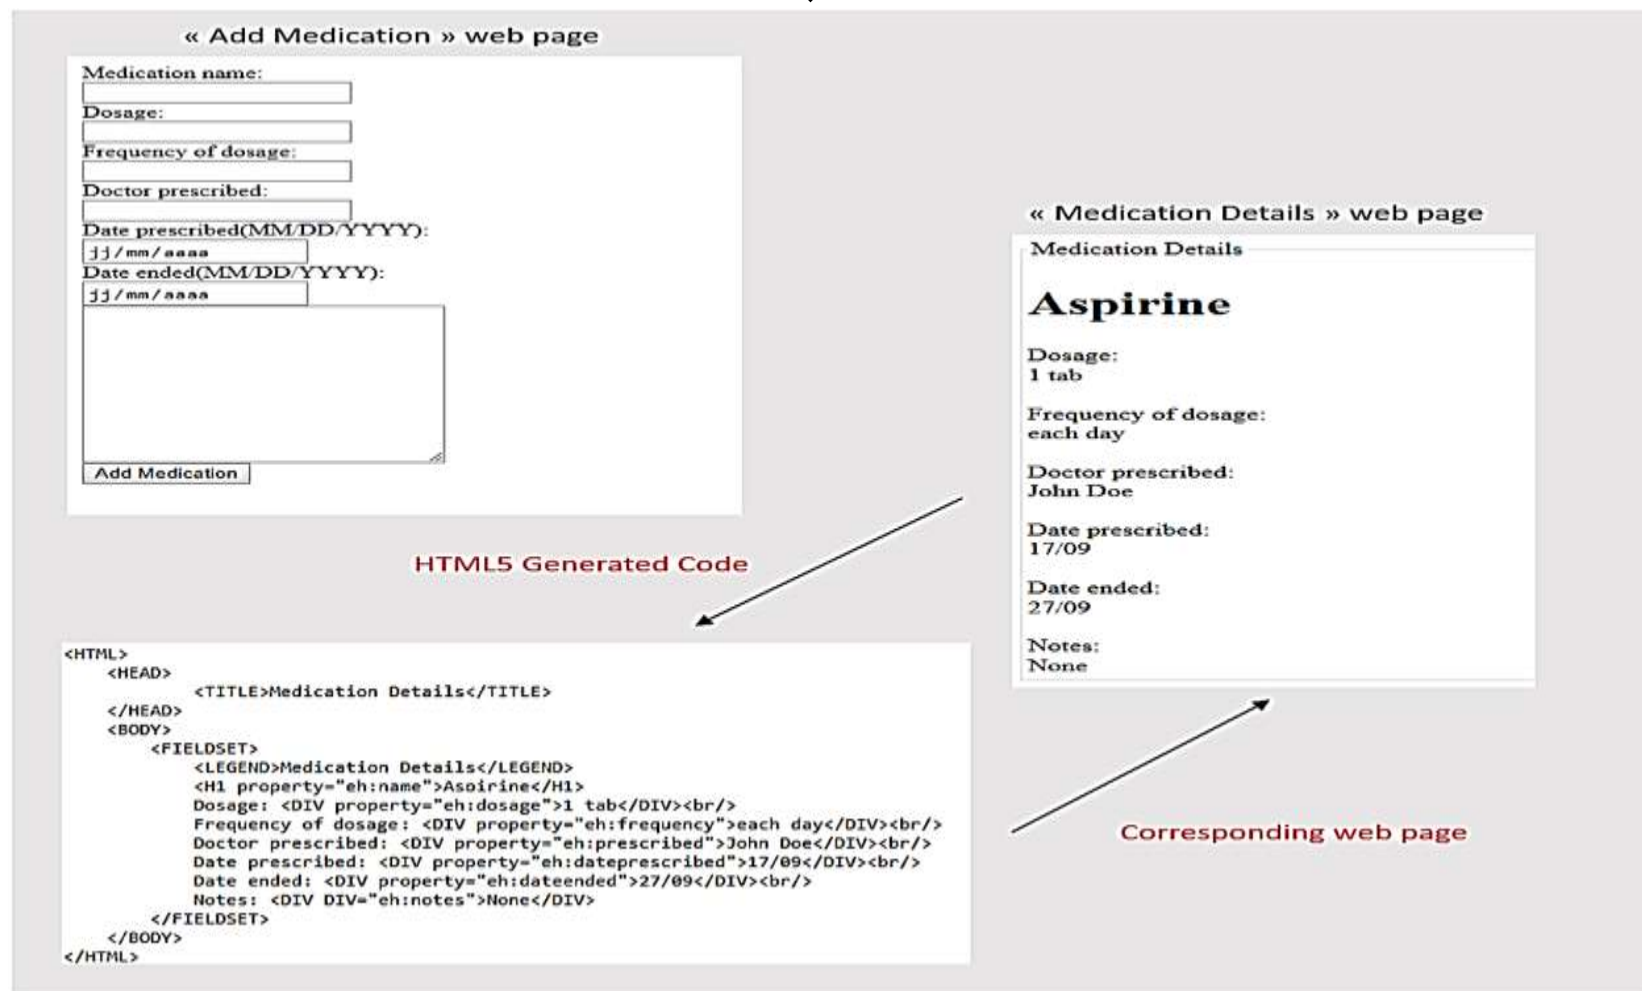 « Add Medication » web page
Medication name:
Dosage:
Frequency of dosage:
Doctor prescribed:
Date prescribed(MM/DD/YYYY):
jj/mm/aaaa
Date ended(MM/DD/YYYY):
jj/mm/aaaa
Add Medication
« Medication Details » web page
Medication Details
Aspirine
Dosage:
1 tab
Frequency of dosage:
each day
Doctor prescribed:
John Doe
Date prescribed:
17/09
Date ended:
27/09
Notes:
None
HTML5 Generated Code
<HTML>
<HEAD>
<TITLE>Medication Details</TITLE>
</HEAD>
<BODY>
<FIELDSET>
<LEGEND>Medication Details</LEGEND>
<H1 property="eh:name">Aspirine</H1>
Dosage: <DIV property="eh:dosage">1 tab</DIV><br/>
Frequency of dosage: <DIV property="eh:frequency">each day</DIV><br/>
Doctor prescribed: <DIV property="eh:prescribed">John Doe</DIV><br/>
Date prescribed: <DIV property="eh:dateprescribed">17/09</DIV><br/>
Date ended: <DIV property="eh:dateended">27/09</DIV><br/>
Notes: <DIV DIV="eh:notes">None</DIV>
</FIELDSET>
</BODY>
</HTML>
Corresponding web page